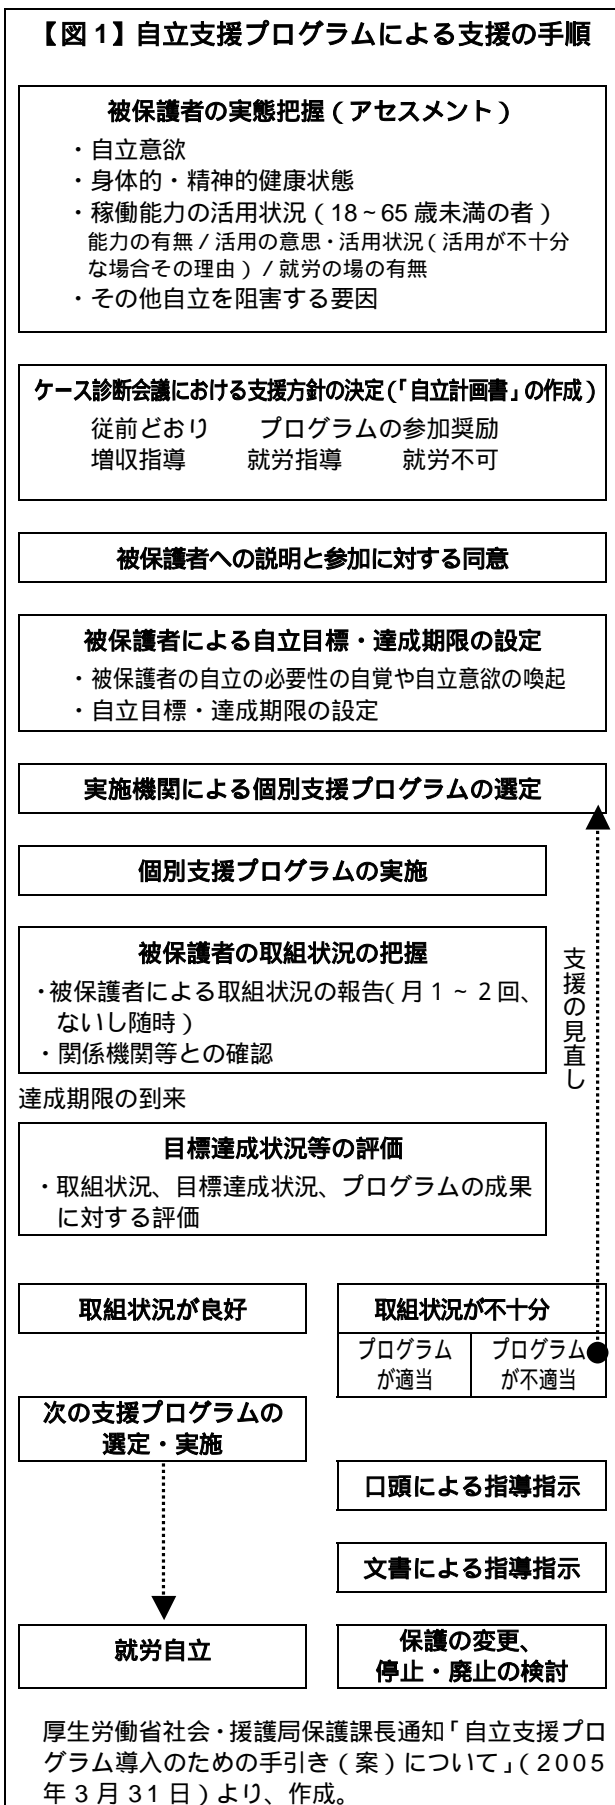 【図1】自立支援プログラムによる支援の手順
被保護者の実態把握（アセスメント）
・自立意欲
・身体的・精神的健康状態
・稼働能力の活用状況（18～65歳未満の者）
能力の有無/活用の意思・活用状況（活用が不十分
な場合その理由）/就労の場の有無
・その他自立を阻害する要因
ケース診断会議における支援方針の決定（「自立計画書」の作成）
従前どおり　プログラムの参加奨励
増収指導　就労指導　就労不可
被保護者への説明と参加に対する同意
被保護者による自立目標・達成期限の設定
・被保護者の自立の必要性の自覚や自立意欲の喚起
・自立目標・達成期限の設定
実施機関による個別支援プログラムの選定
個別支援プログラムの実施
被保護者の取組状況の把握
・被保護者による取組状況の報告（月1～2回、
ないし随時）
・関係機関等との確認
支援の見直し
達成期限の到来
目標達成状況等の評価
・取組状況、目標達成状況、プログラムの成果
に対する評価
取組状況が良好
取組状況が不十分
プログラム
が適当
プログラム
が不適当
次の支援プログラムの
選定・実施
口頭による指導指示
文書による指導指示
就労自立
保護の変更、
停止・廃止の検討
厚生労働省社会・援護局保護課長通知「自立支援プロ
グラム導入のための手引き（案）について」（2005
年3月31日）より、作成。